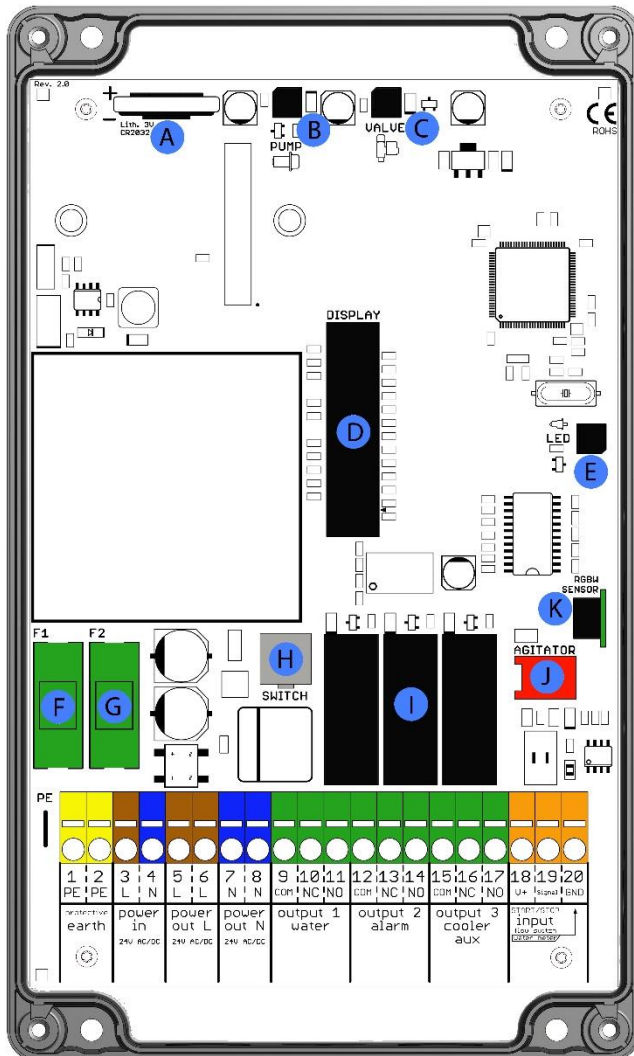 Rev. 2.0
+
−
Lith. 3V
CR2032
A
B
PUMP
C
VALVE
CE
ROHS
DISPLAY
D
LED
E
RGBW
SENSOR
K
F1
F2
F
G
H
SWITCH
I
AGITATOR
J
PE
1 2 3 4 5 6 7 8 9 10 11 12 13 14 15 16 17 18 19 20
PE PE L N L L N N COM NC NO COM NC NO COM NC NO V+ Signal GND
protective
earth
power
in
24V AC/DC
power
out L
24V AC/DC
power
out N
24V AC/DC
output 1
water
output 2
alarm
output 3
cooler
aux
START/STOP
input
flow switch
water meter